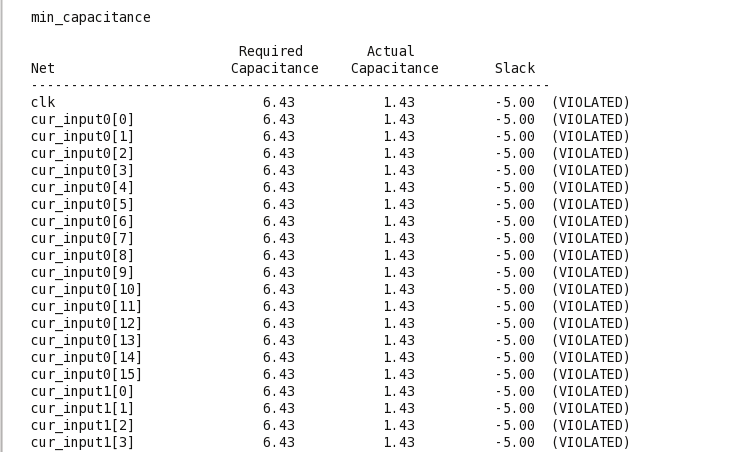 min_capacitance
Required Actual
Net Capacitance Capacitance Slack
-----------------------------------------------------------------
clk 6.43 1.43 -5.00 (VIOLATED)
cur_input0[0] 6.43 1.43 -5.00 (VIOLATED)
cur_input0[1] 6.43 1.43 -5.00 (VIOLATED)
cur_input0[2] 6.43 1.43 -5.00 (VIOLATED)
cur_input0[3] 6.43 1.43 -5.00 (VIOLATED)
cur_input0[4] 6.43 1.43 -5.00 (VIOLATED)
cur_input0[5] 6.43 1.43 -5.00 (VIOLATED)
cur_input0[6] 6.43 1.43 -5.00 (VIOLATED)
cur_input0[7] 6.43 1.43 -5.00 (VIOLATED)
cur_input0[8] 6.43 1.43 -5.00 (VIOLATED)
cur_input0[9] 6.43 1.43 -5.00 (VIOLATED)
cur_input0[10] 6.43 1.43 -5.00 (VIOLATED)
cur_input0[11] 6.43 1.43 -5.00 (VIOLATED)
cur_input0[12] 6.43 1.43 -5.00 (VIOLATED)
cur_input0[13] 6.43 1.43 -5.00 (VIOLATED)
cur_input0[14] 6.43 1.43 -5.00 (VIOLATED)
cur_input0[15] 6.43 1.43 -5.00 (VIOLATED)
cur_input1[0] 6.43 1.43 -5.00 (VIOLATED)
cur_input1[1] 6.43 1.43 -5.00 (VIOLATED)
cur_input1[2] 6.43 1.43 -5.00 (VIOLATED)
cur_input1[3] 6.43 1.43 -5.00 (VIOLATED)